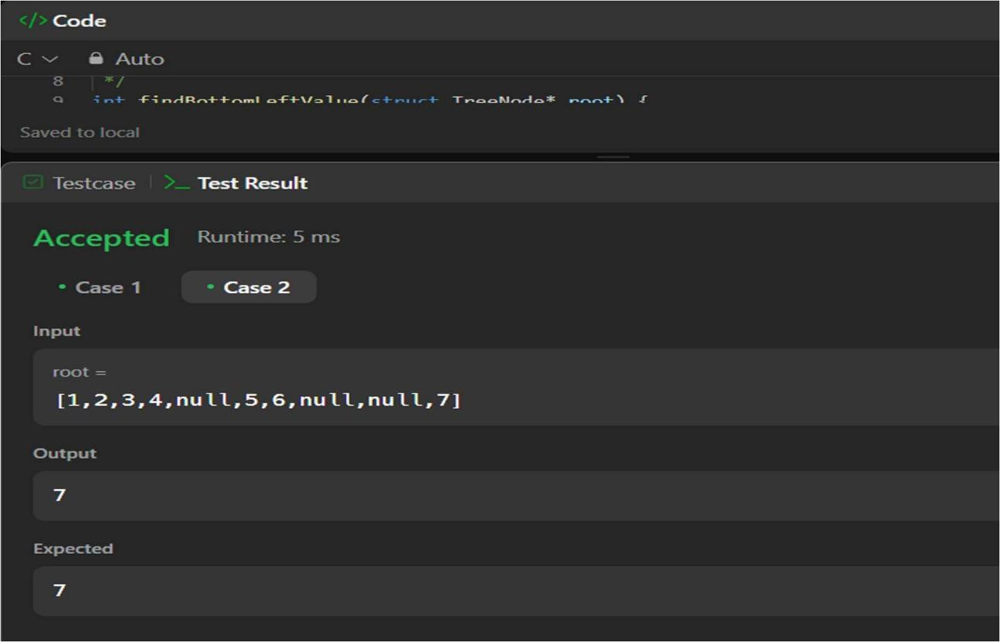 </> Code
C Auto
8 */
9 int findBottomLeftValue(struct TreeNode* root) {
Saved to local
Testcase | >_ Test Result
Accepted Runtime: 5 ms
• Case 1 • Case 2
Input
root =
[1,2,3,4,null,5,6,null,null,7]
Output
7
Expected
7